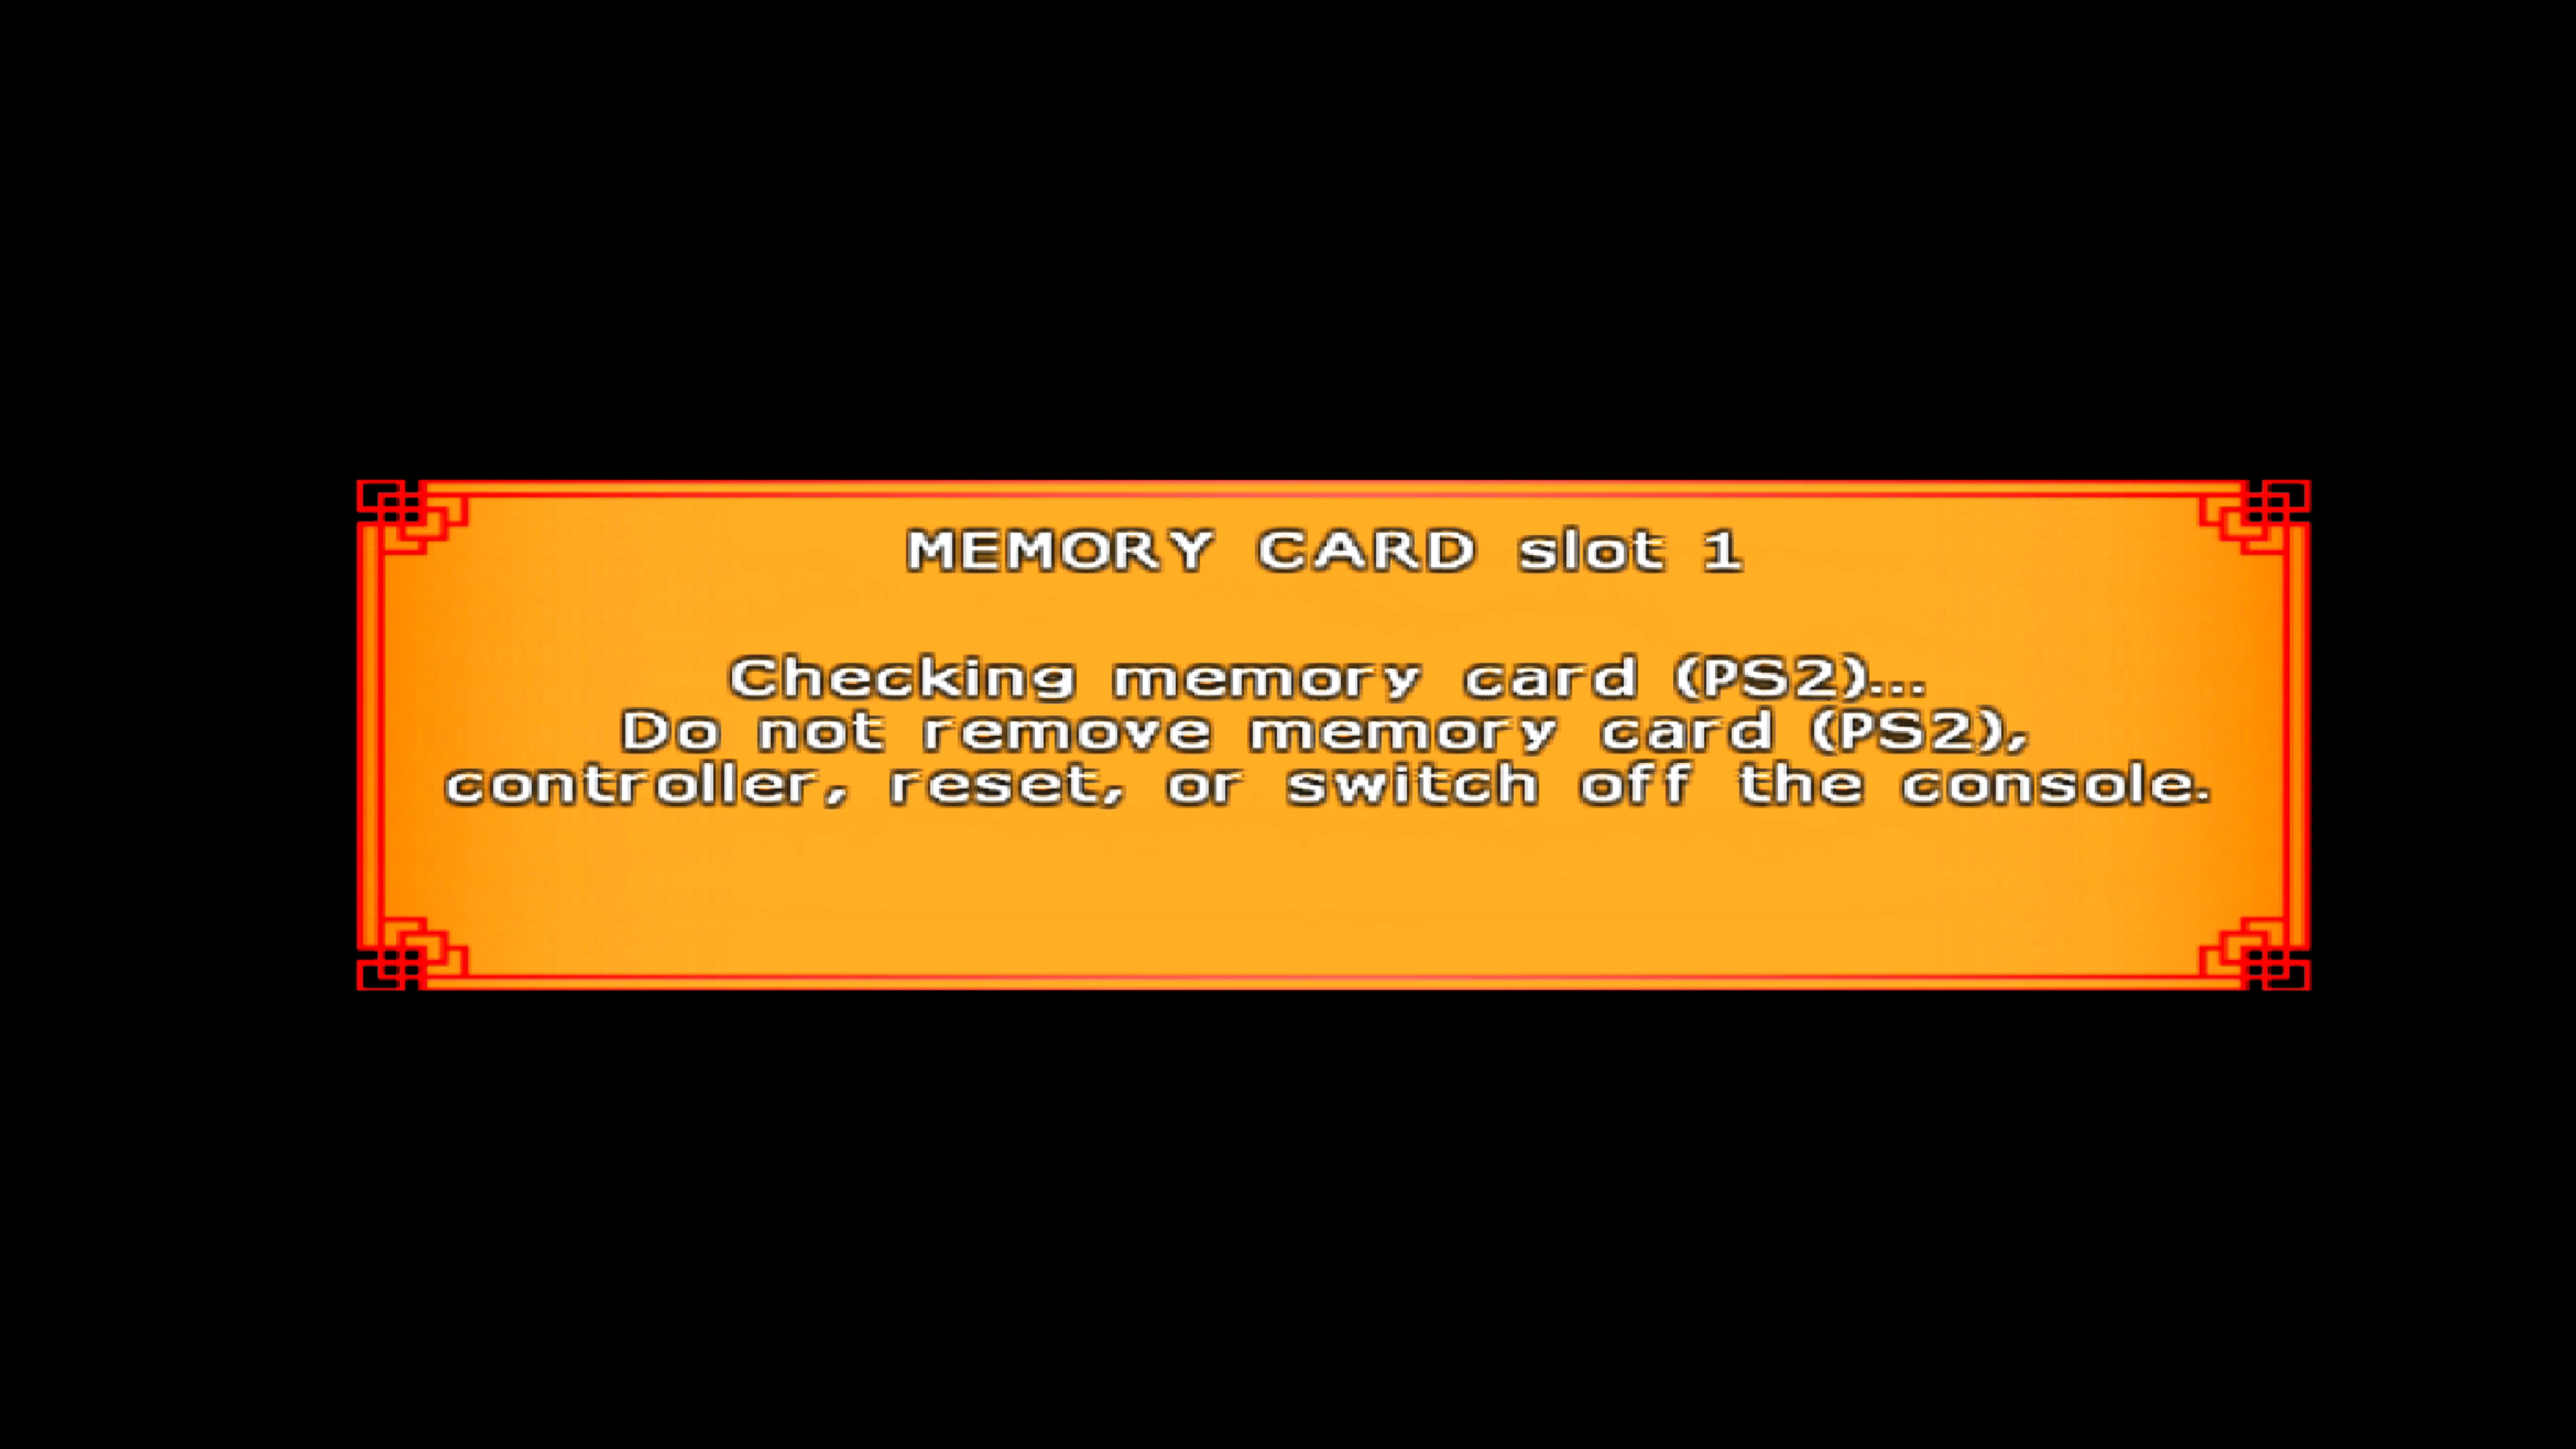 MEMORY CARD slot 1
Checking memory card (PS2)...
Do not remove memory card (PS2),
controller, reset, or switch off the console.